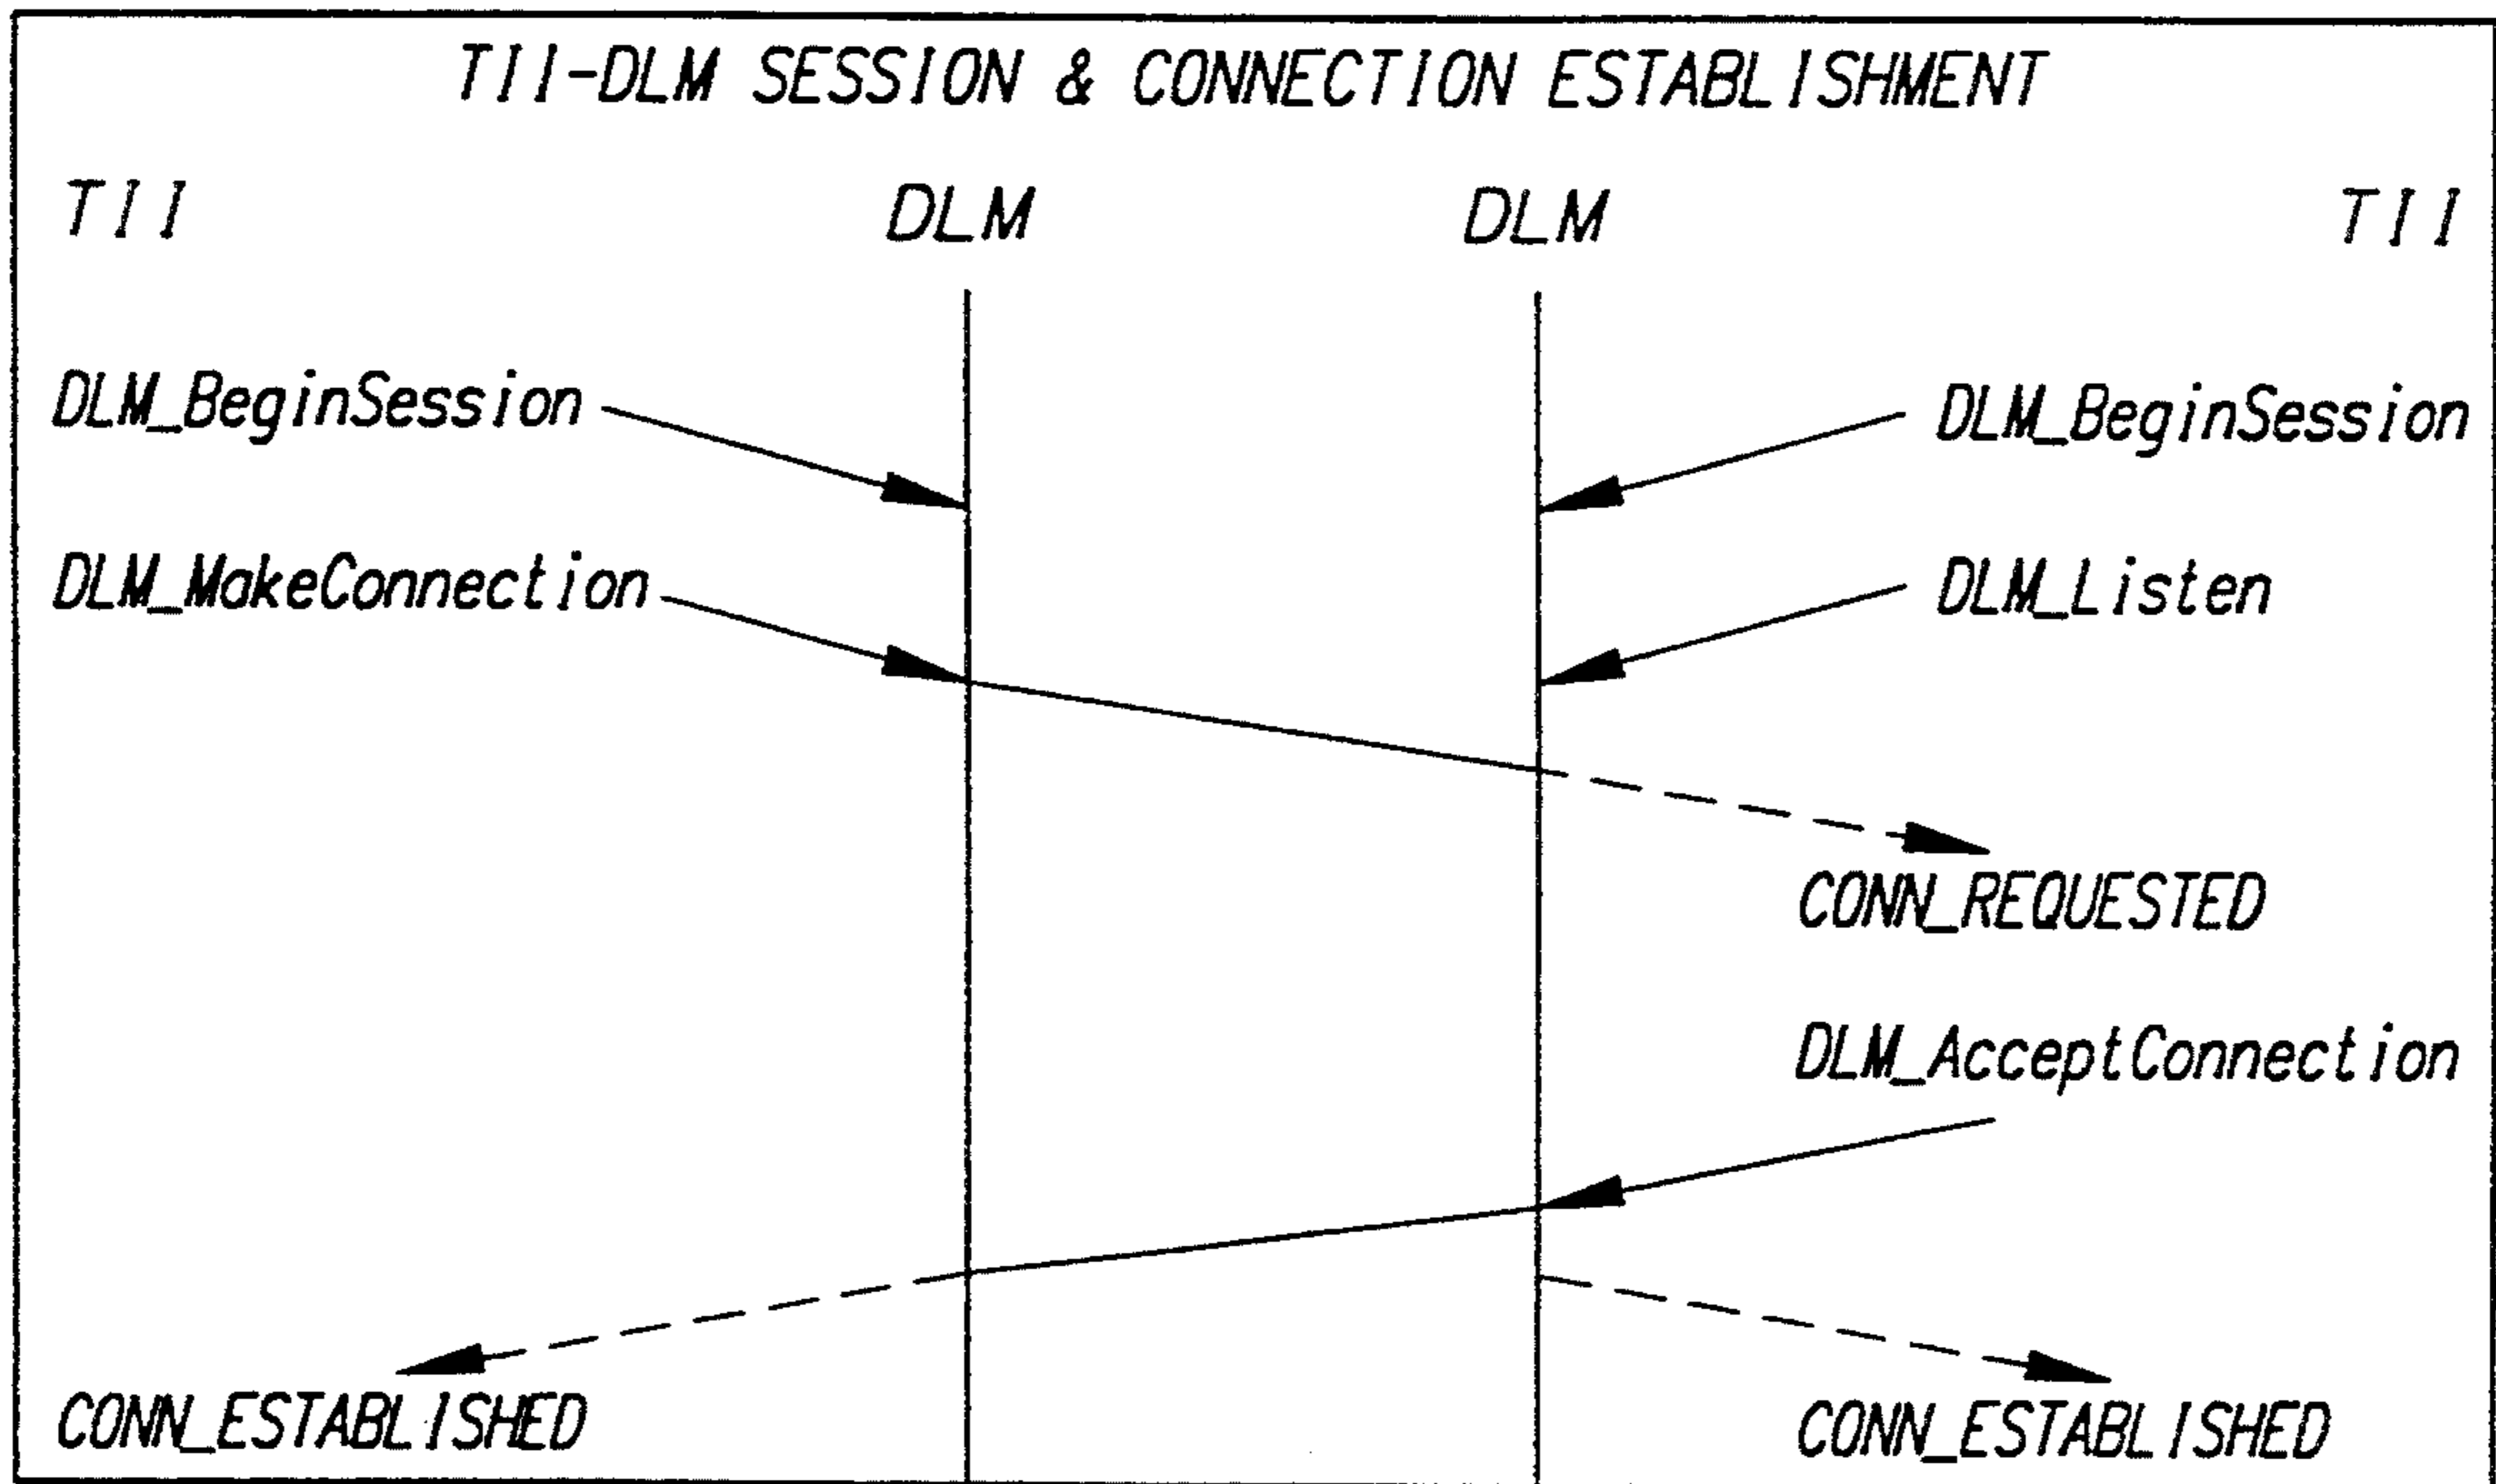 TII-DLM SESSION & CONNECTION ESTABLISHMENT
TII DLM DLM TII
DLM_BeginSession DLM_BeginSession
DLM_MakeConnection DLM_Listen
CONN_REQUESTED
DLM_AcceptConnection
CONN_ESTABLISHED CONN_ESTABLISHED